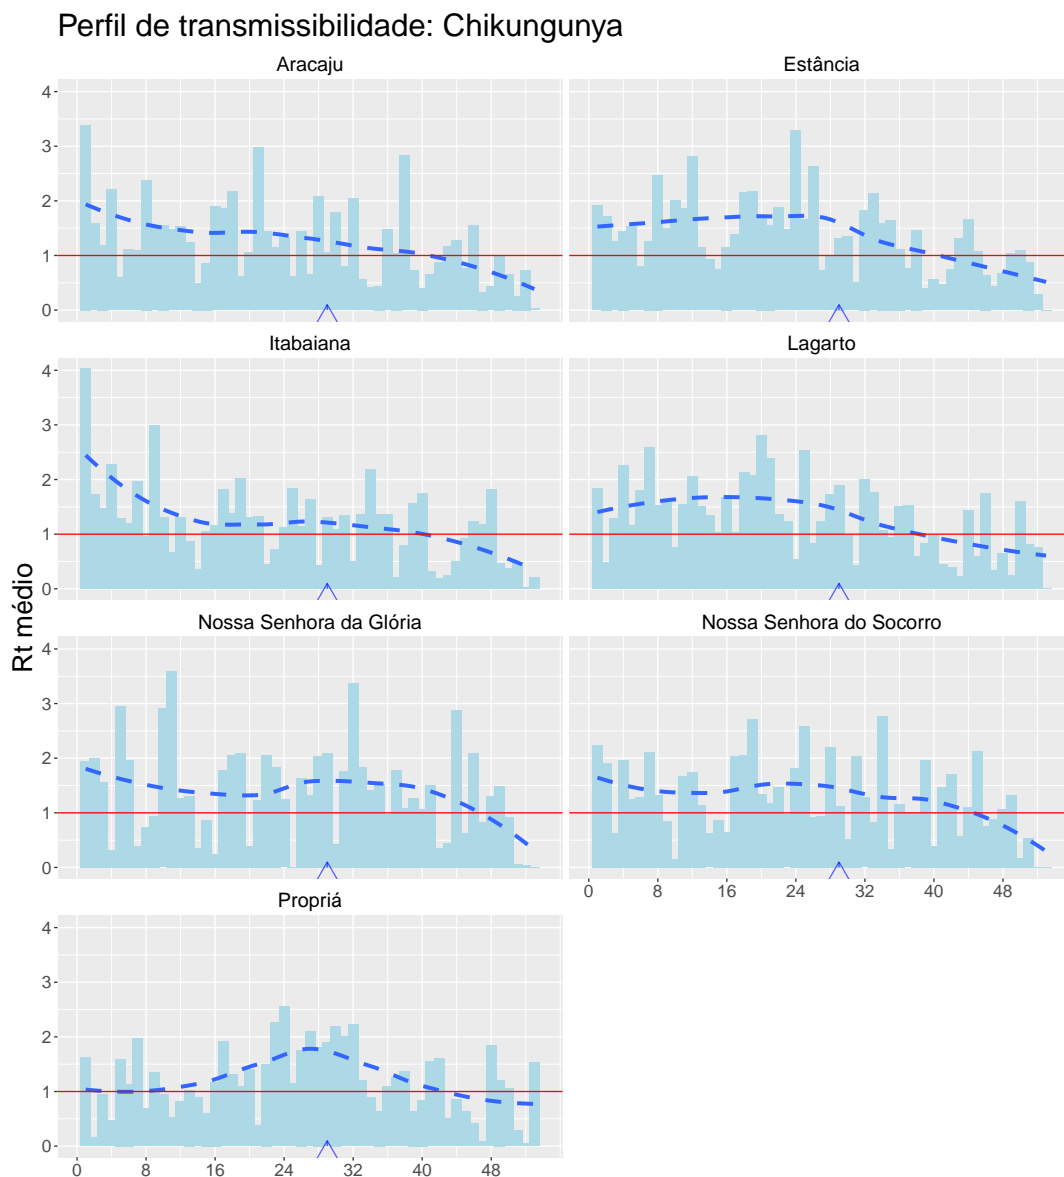 Perfil de transmissibilidade: Chikungunya
Aracaju
Estância
4
3
2
1
0
Itabaiana
Lagarto
4
3
2
1
0
Rt médio
Nossa Senhora da Glória
Nossa Senhora do Socorro
4
3
2
1
0
0 8 16 24 32 40 48
Propriá
4
3
2
1
0
0 8 16 24 32 40 48